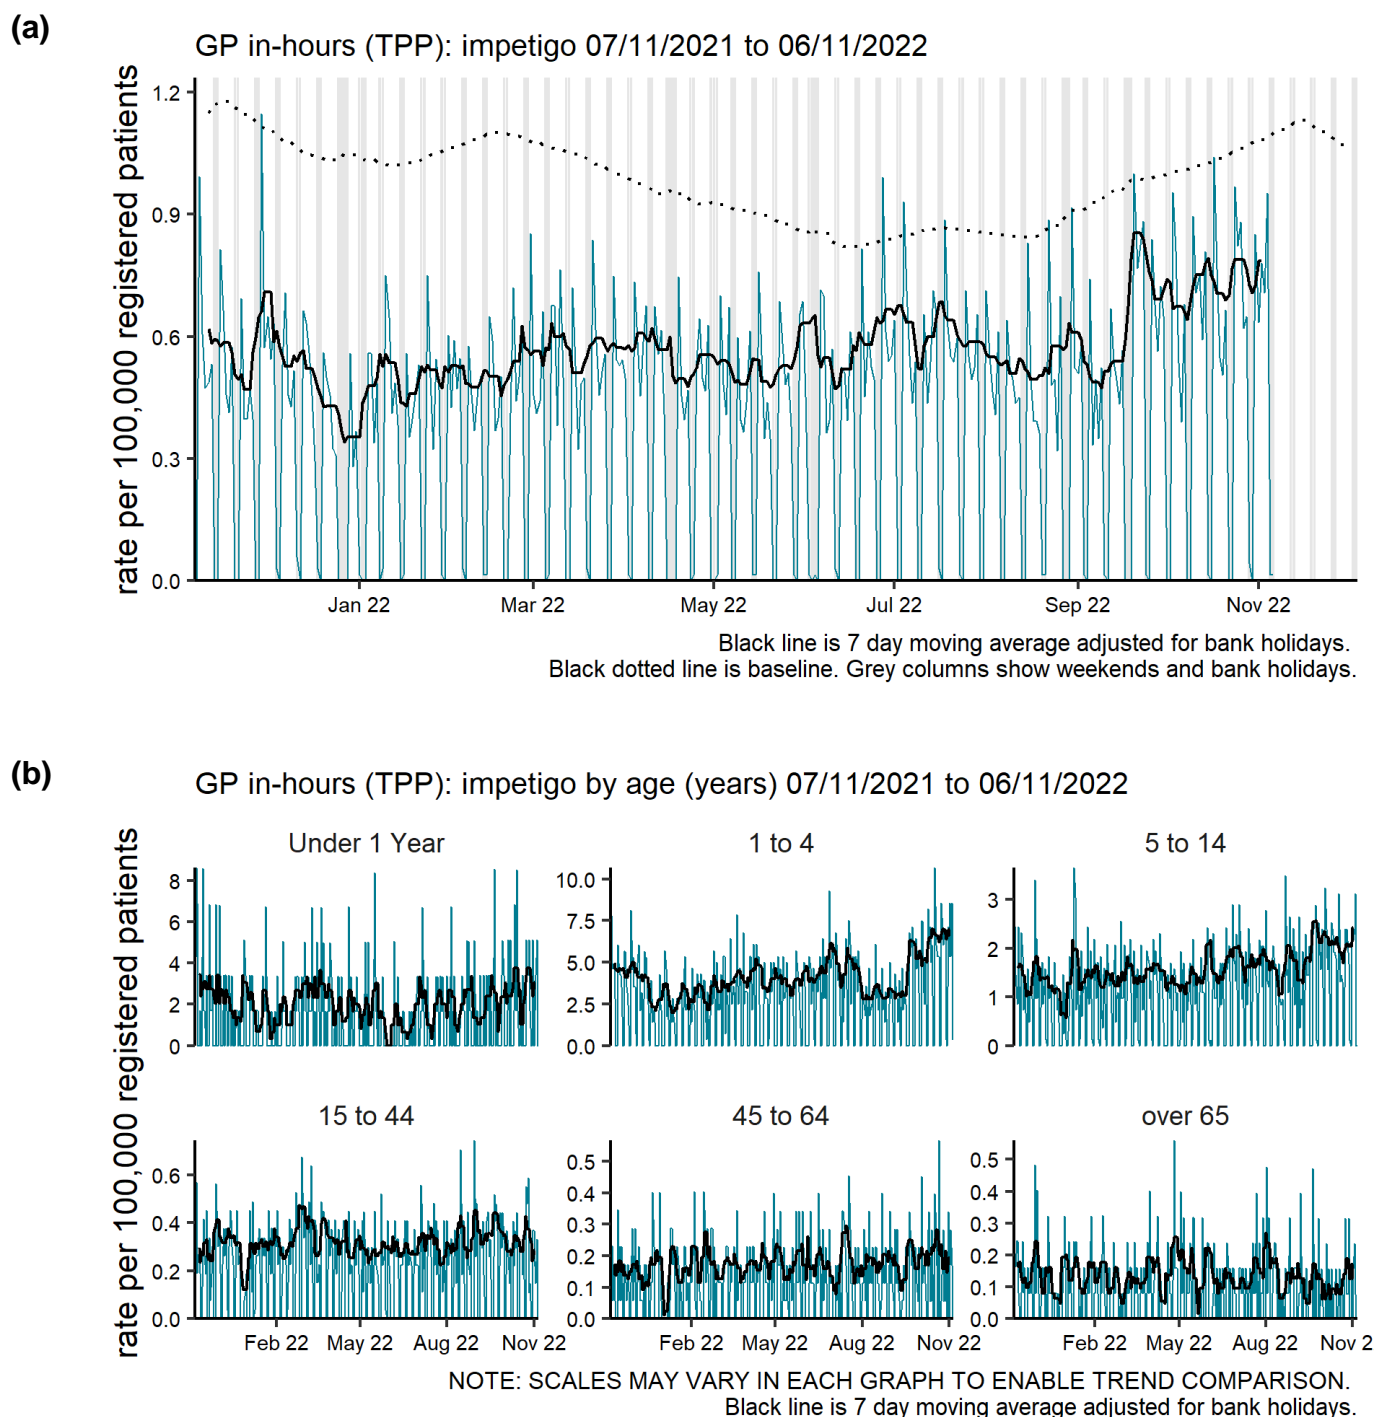 (a)
GP in-hours (TPP): impetigo 07/11/2021 to 06/11/2022
rate per 100,000 registered patients
1.2
0.9
0.6
0.3
0.0
Jan 22 Mar 22 May 22 Jul 22 Sep 22 Nov 22
Black line is 7 day moving average adjusted for bank holidays.
Black dotted line is baseline. Grey columns show weekends and bank holidays.
(b)
GP in-hours (TPP): impetigo by age (years) 07/11/2021 to 06/11/2022
rate per 100,000 registered patients
Under 1 Year
8
6
4
2
0
1 to 4
10.0
7.5
5.0
2.5
0.0
5 to 14
3
2
1
0
15 to 44
0.6
0.4
0.2
0.0
Feb 22 May 22 Aug 22 Nov 22
45 to 64
0.5
0.4
0.3
0.2
0.1
0.0
Feb 22 May 22 Aug 22 Nov 22
over 65
0.5
0.4
0.3
0.2
0.1
0.0
Feb 22 May 22 Aug 22 Nov 2
NOTE: SCALES MAY VARY IN EACH GRAPH TO ENABLE TREND COMPARISON.
Black line is 7 day moving average adjusted for bank holidays.